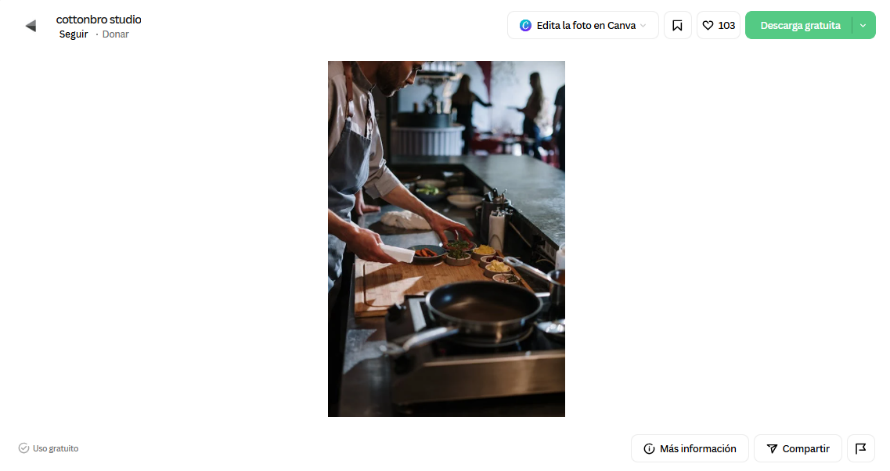 cottonbro studio
Seguir · Donar
Edita la foto en Canva
103
Descarga gratuita
Uso gratuito
Más información
Compartir